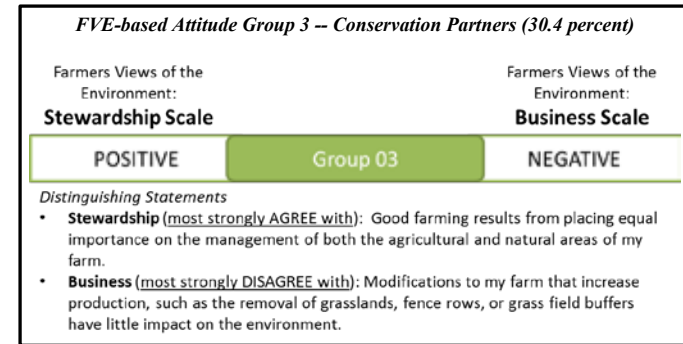 FVE-based Attitude Group 3 -- Conservation Partners (30.4 percent)
Farmers Views of the
Environment:
Stewardship Scale
Farmers Views of the
Environment:
Business Scale
POSITIVE
Group 03
NEGATIVE
Distinguishing Statements
• Stewardship (most strongly AGREE with): Good farming results from placing equal
importance on the management of both the agricultural and natural areas of my
farm.
• Business (most strongly DISAGREE with): Modifications to my farm that increase
production, such as the removal of grasslands, fence rows, or grass field buffers
have little impact on the environment.